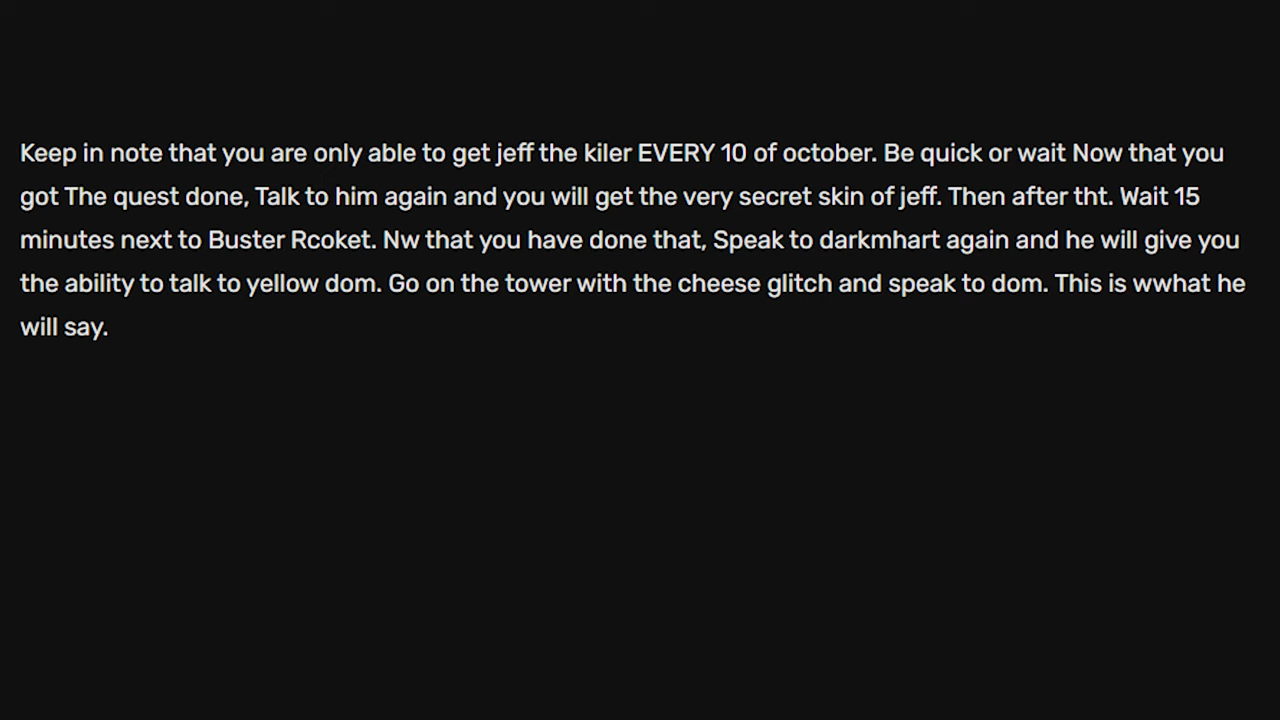 Keep in note that you are only able to get jeff the kiler EVERY 10 of october. Be quick or wait Now that you
got The quest done, Talk to him again and you will get the very secret skin of jeff. Then after tht. Wait 15
minutes next to Buster Rcoket. Nw that you have done that, Speak to darkmhart again and he will give you
the ability to talk to yellow dom. Go on the tower with the cheese glitch and speak to dom. This is wwhat he
will say.